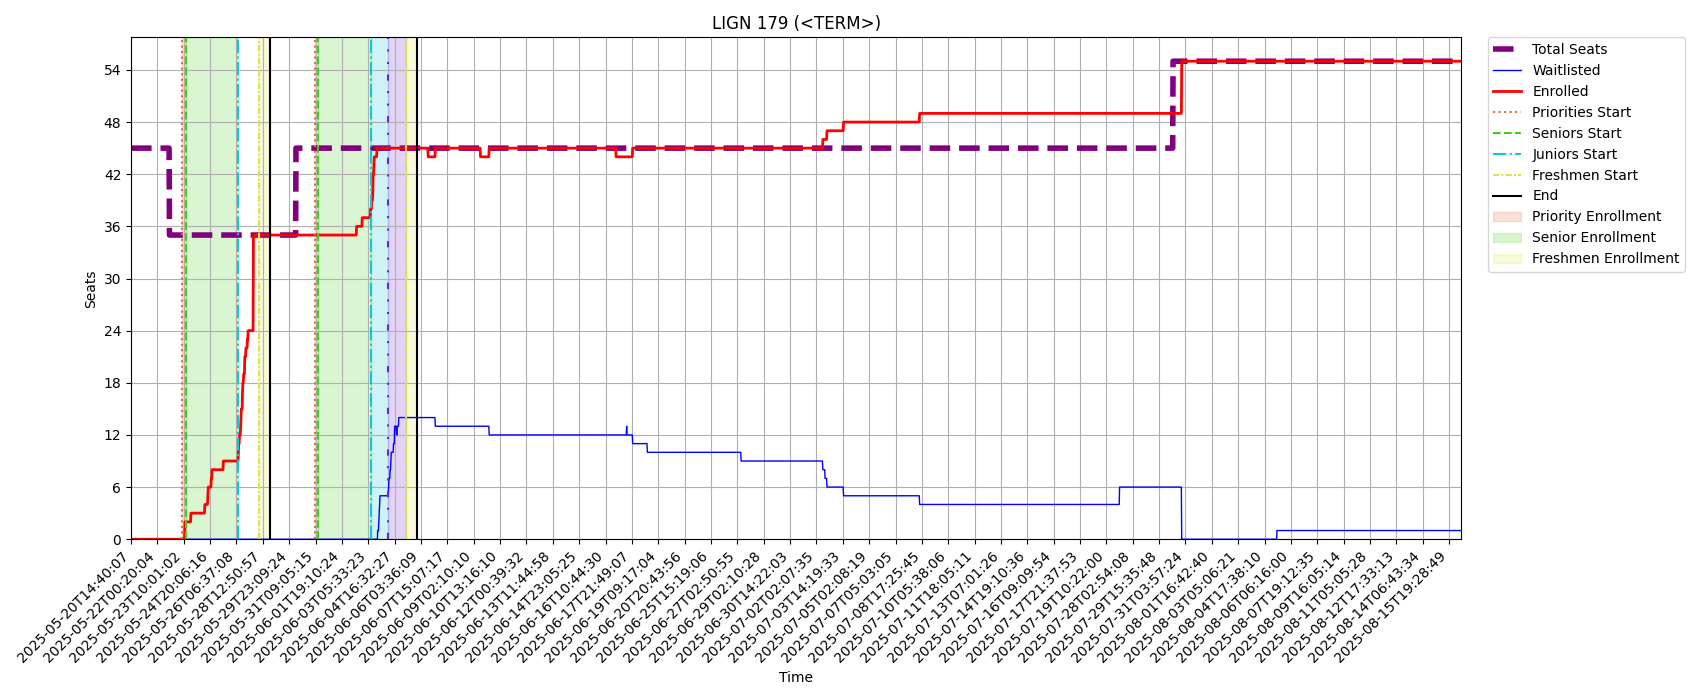 LIGN 179 (<TERM>)
Total Seats
Waitlisted
Enrolled
Priorities Start
Seniors Start
Juniors Start
Freshmen Start
End
Priority Enrollment
Senior Enrollment
Freshmen Enrollment
Seats
54
48
42
36
30
24
18
12
6
0
2025-05-20T14:40:07
2025-05-22T00:20:04
2025-05-23T10:01:02
2025-05-24T20:06:16
2025-05-26T06:37:08
2025-05-28T12:50:57
2025-05-29T23:09:24
2025-05-31T09:05:15
2025-06-01T19:10:24
2025-06-03T05:33:23
2025-06-04T16:32:27
2025-06-06T03:36:09
2025-06-07T15:07:17
2025-06-09T02:10:16
2025-06-10T13:16:10
2025-06-12T00:39:32
2025-06-13T11:44:58
2025-06-14T23:05:25
2025-06-16T10:44:30
2025-06-17T21:49:07
2025-06-19T09:17:04
2025-06-20T20:43:56
2025-06-25T15:19:06
2025-06-27T02:50:55
2025-06-29T02:10:28
2025-06-30T14:22:03
2025-07-02T02:07:35
2025-07-03T14:19:33
2025-07-05T02:08:19
2025-07-07T05:03:05
2025-07-08T17:25:45
2025-07-10T05:38:06
2025-07-11T18:05:11
2025-07-13T07:01:26
2025-07-14T19:10:36
2025-07-16T09:09:54
2025-07-17T21:37:53
2025-07-19T10:22:00
2025-07-28T02:54:08
2025-07-29T15:35:48
2025-07-31T03:57:24
2025-08-01T16:42:40
2025-08-03T05:06:21
2025-08-04T17:38:10
2025-08-06T06:16:00
2025-08-07T19:12:35
2025-08-09T16:05:14
2025-08-11T05:05:28
2025-08-12T17:33:13
2025-08-14T06:43:34
2025-08-15T19:28:49
Time